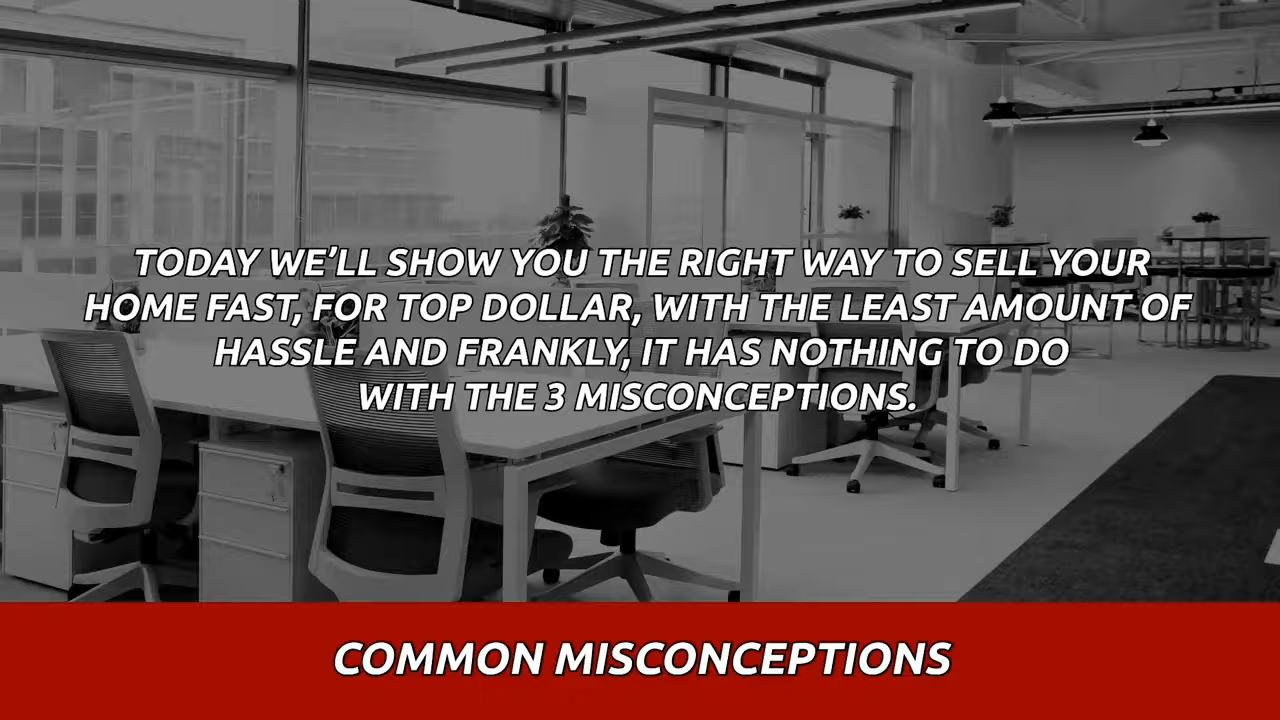 TODAY WE’LL SHOW YOU THE RIGHT WAY TO SELL YOUR
HOME FAST, FOR TOP DOLLAR, WITH THE LEAST AMOUNT OF
HASSLE AND FRANKLY, IT HAS NOTHING TO DO
WITH THE 3 MISCONCEPTIONS.
COMMON MISCONCEPTIONS